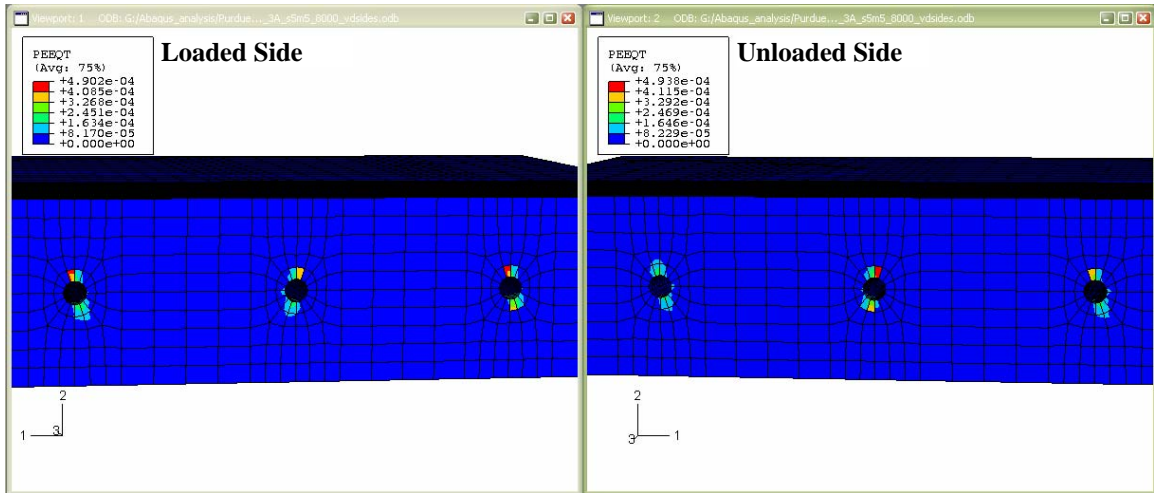 Viewport: 1 ODB: G:/Abaqus_analysis/Purdue..._3A_s5m5_8000_vdsides.odb
Loaded Side
PEEQT
(Avg: 75%)
+4.902e-04
+4.085e-04
+3.268e-04
+2.451e-04
+1.634e-04
+8.170e-05
+0.000e+00
2
1
3
Viewport: 2 ODB: G:/Abaqus_analysis/Purdue..._3A_s5m5_8000_vdsides.odb
Unloaded Side
PEEQT
(Avg: 75%)
+4.938e-04
+4.115e-04
+3.292e-04
+2.469e-04
+1.646e-04
+8.229e-05
+0.000e+00
2
3
1